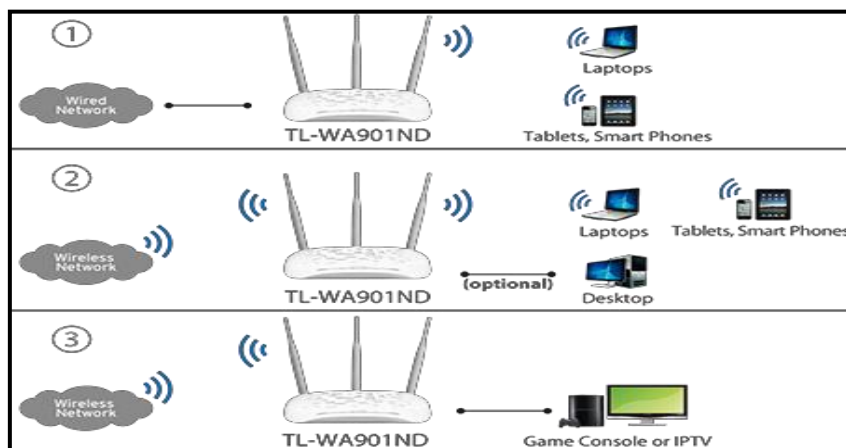 ①
Wired
Network
TL-WA901ND
Laptops
Tablets, Smart Phones
②
Wireless
Network
TL-WA901ND
(optional)
Laptops
Tablets, Smart Phones
Desktop
③
Wireless
Network
TL-WA901ND
Game Console or IPTV